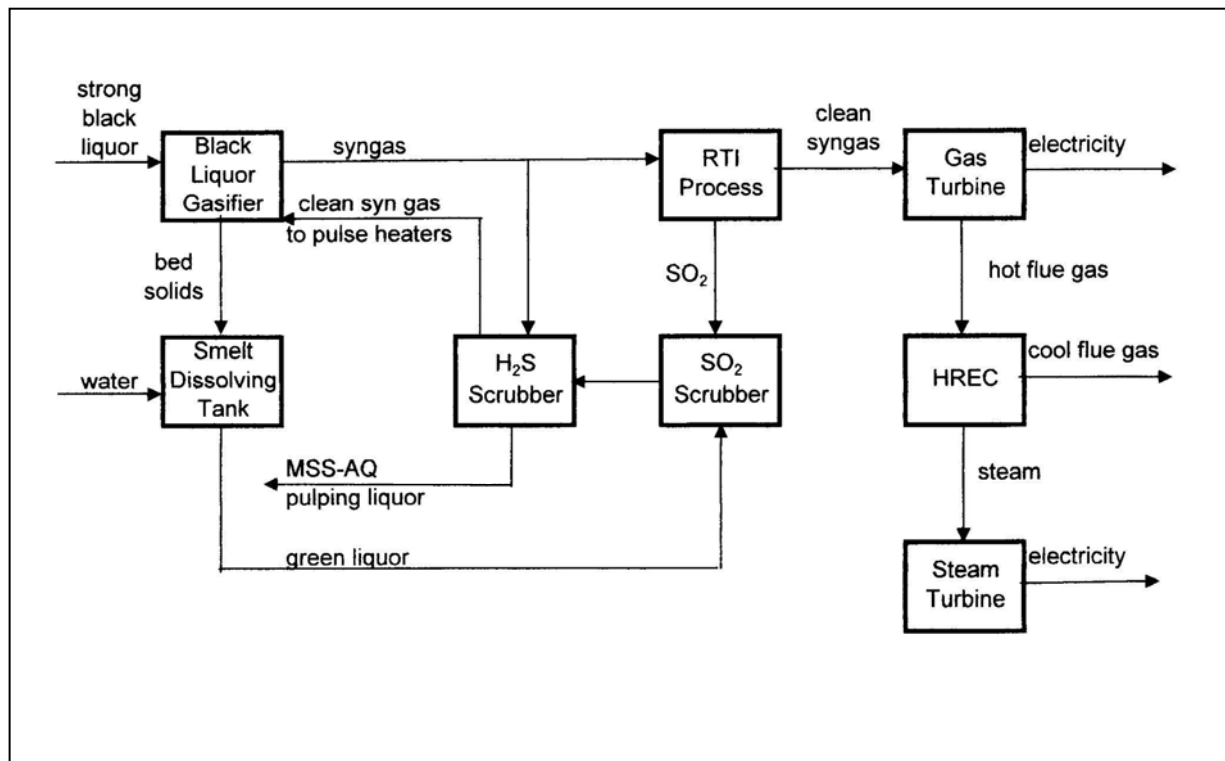 strong
black
liquor
Black
Liquor
Gasifier
syngas
RTI
Process
clean
syngas
Gas
Turbine
electricity
clean syn gas
to pulse heaters
bed
solids
SO₂
hot flue gas
water
Smelt
Dissolving
Tank
H₂S
Scrubber
SO₂
Scrubber
HREC
cool flue gas
MSS-AQ
pulping liquor
steam
green liquor
Steam
Turbine
electricity